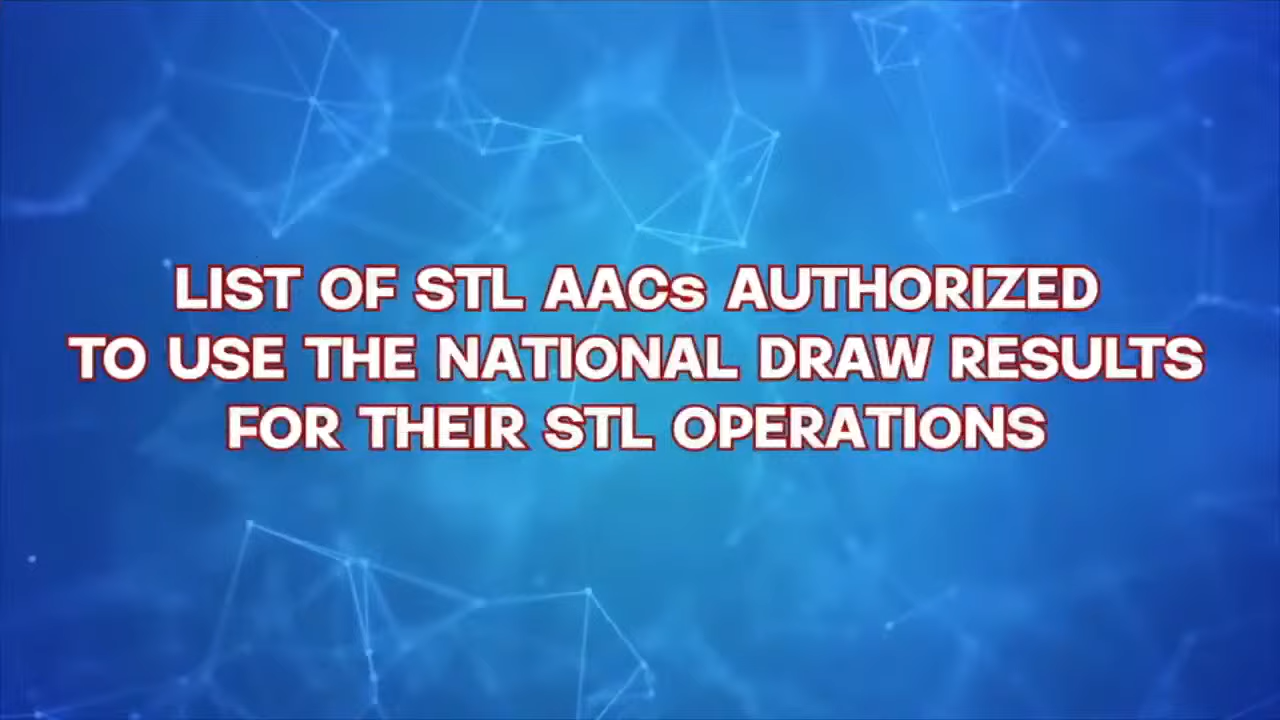 LIST OF STL AACs AUTHORIZED
TO USE THE NATIONAL DRAW RESULTS
FOR THEIR STL OPERATIONS